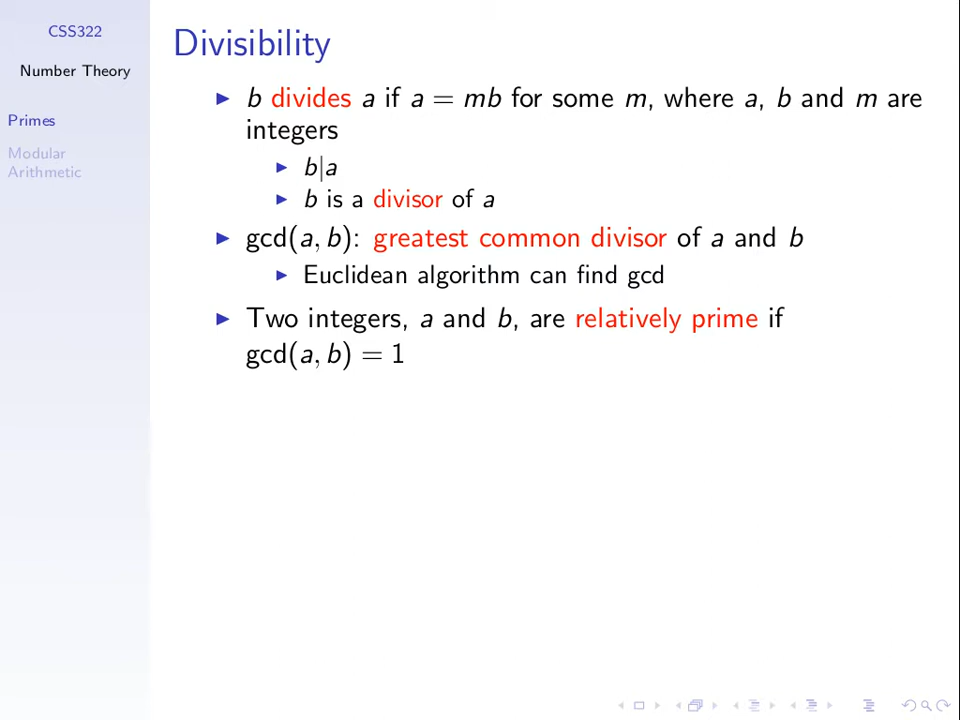 CSS322
Number Theory
Primes
Modular
Arithmetic
Divisibility
b divides a if a = mb for some m, where a, b and m are
integers
b|a
b is a divisor of a
gcd(a, b): greatest common divisor of a and b
Euclidean algorithm can find gcd
Two integers, a and b, are relatively prime if
gcd(a, b) = 1